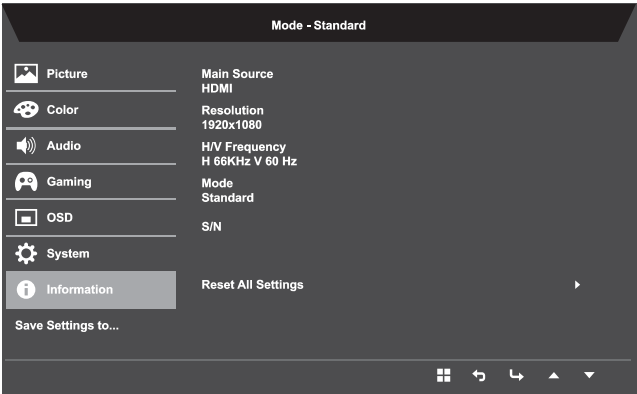 Mode - Standard
Picture
Color
Audio
Gaming
OSD
System
Information
Save Settings to...
Main Source
HDMI
Resolution
1920x1080
H/V Frequency
H 66KHz V 60 Hz
Mode
Standard
S/N
Reset All Settings